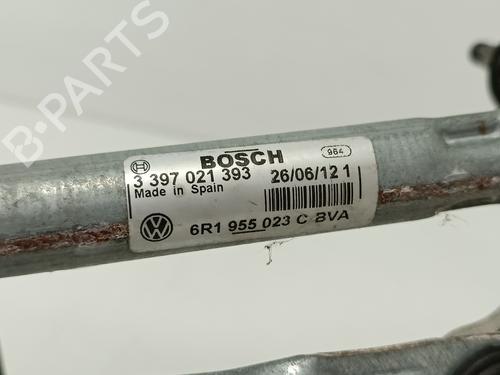 B-PARTS
BOSCH
964
3 397 021 393 26/06/12 1
Made in Spain
6R1 955 023 C BVA